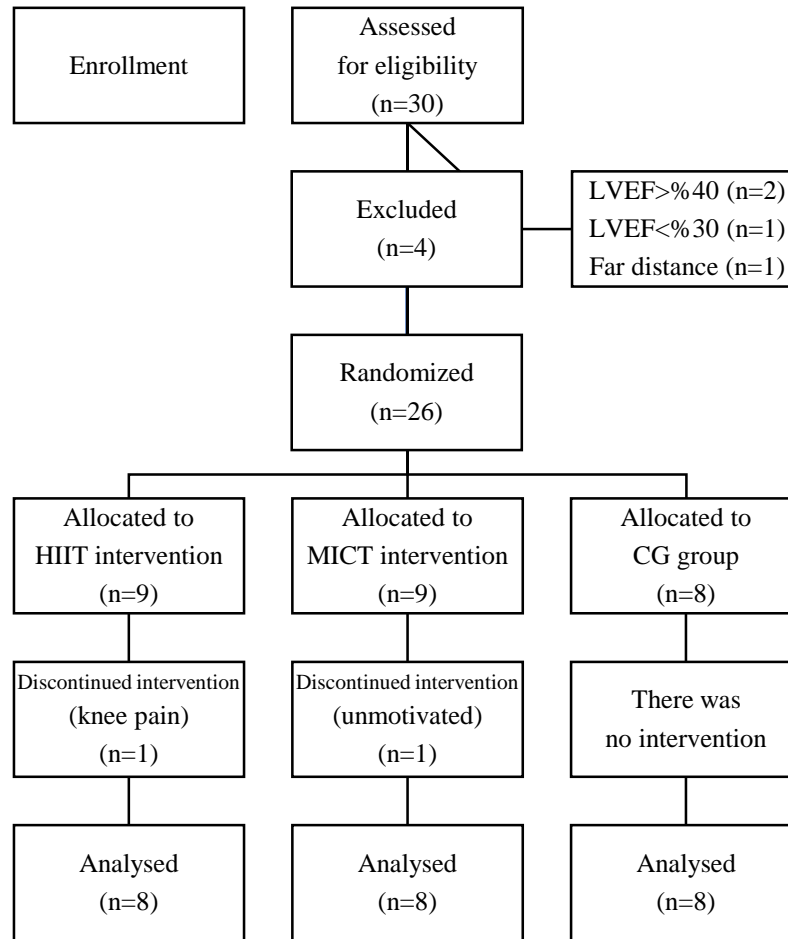 Enrollment
Assessed
for eligibility
(n=30)
Excluded
(n=4)
LVEF>%40 (n=2)
LVEF<%30 (n=1)
Far distance (n=1)
Randomized
(n=26)
Allocated to
HIIT intervention
(n=9)
Allocated to
MICT intervention
(n=9)
Allocated to
CG group
(n=8)
Discontinued intervention
(knee pain)
(n=1)
Discontinued intervention
(unmotivated)
(n=1)
There was
no intervention
Analysed
(n=8)
Analysed
(n=8)
Analysed
(n=8)